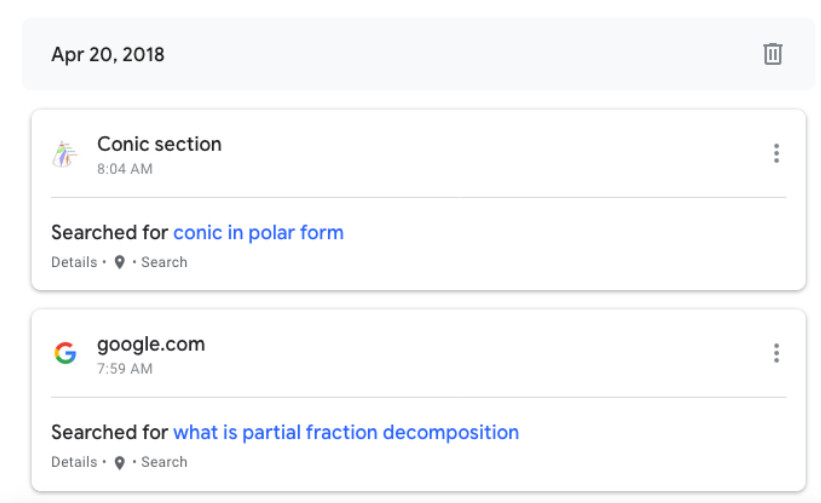 Apr 20, 2018
Conic section
8:04 AM
Searched for conic in polar form
Details • • Search
google.com
7:59 AM
Searched for what is partial fraction decomposition
Details • • Search